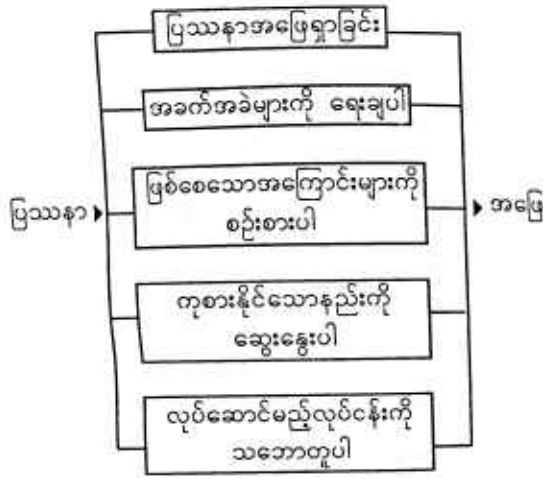 ပြဿနာအဖြေရှာခြင်း
အခက်အခဲများကို ရေးချပါ
ဖြစ်စေသောအကြောင်းများကို
စဉ်းစားပါ
ပြဿနာ
အဖြေ
ကုစားနိုင်သောနည်းကို
ဆွေးနွေးပါ
လုပ်ဆောင်မည့်လုပ်ငန်းကို
သဘောတူပါ